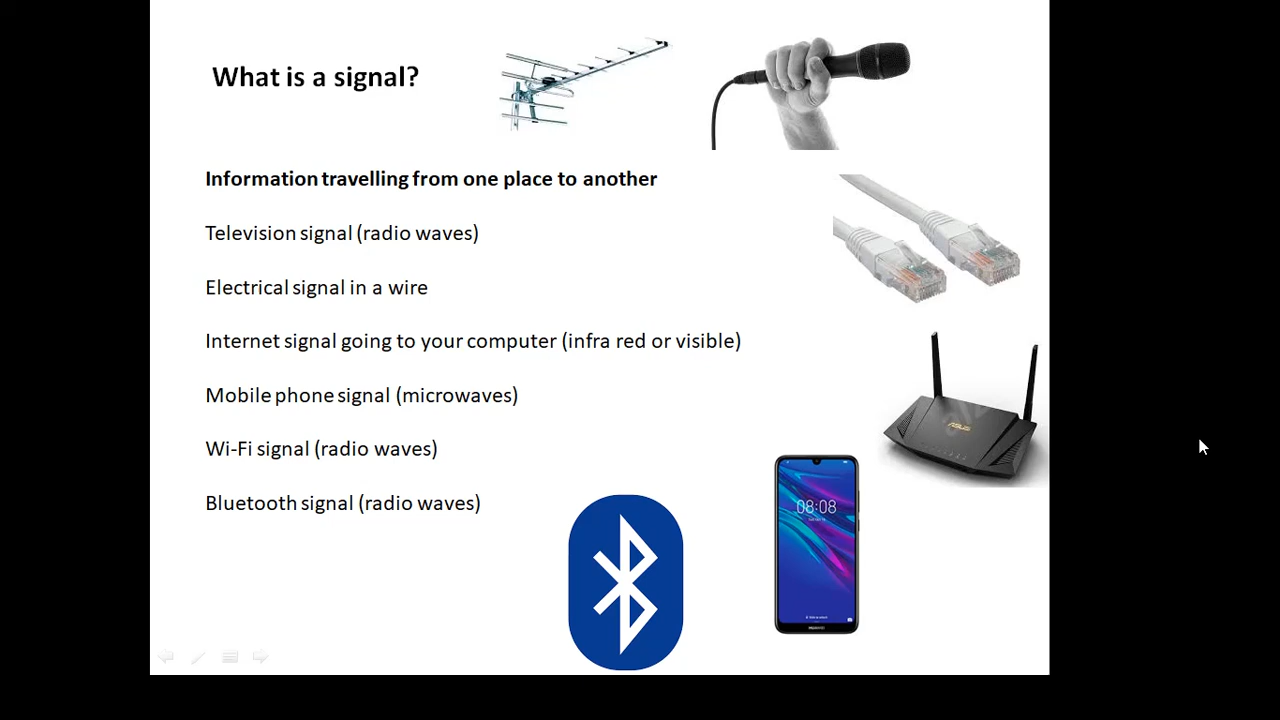 What is a signal?
Information travelling from one place to another
Television signal (radio waves)
Electrical signal in a wire
Internet signal going to your computer (infra red or visible)
Mobile phone signal (microwaves)
Wi-Fi signal (radio waves)
Bluetooth signal (radio waves)
ASUS
08:08
HUAWEI